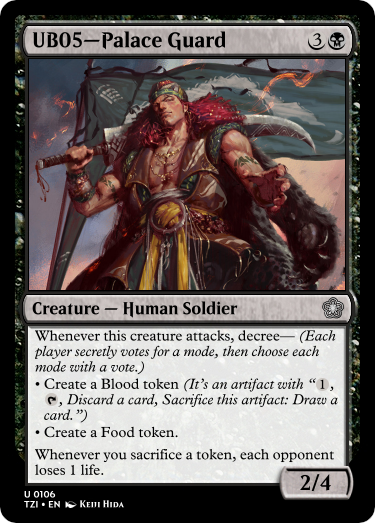 UB05—Palace Guard 3
Creature — Human Soldier
Whenever this creature attacks, decree— (Each
player secretly votes for a mode, then choose each
mode with a vote.)
• Create a Blood token (It's an artifact with “1,
, Discard a card, Sacrifice this artifact: Draw a
card.”)
• Create a Food token.
Whenever you sacrifice a token, each opponent
loses 1 life.
2/4
U 0106
TZI • EN Keiji Hida